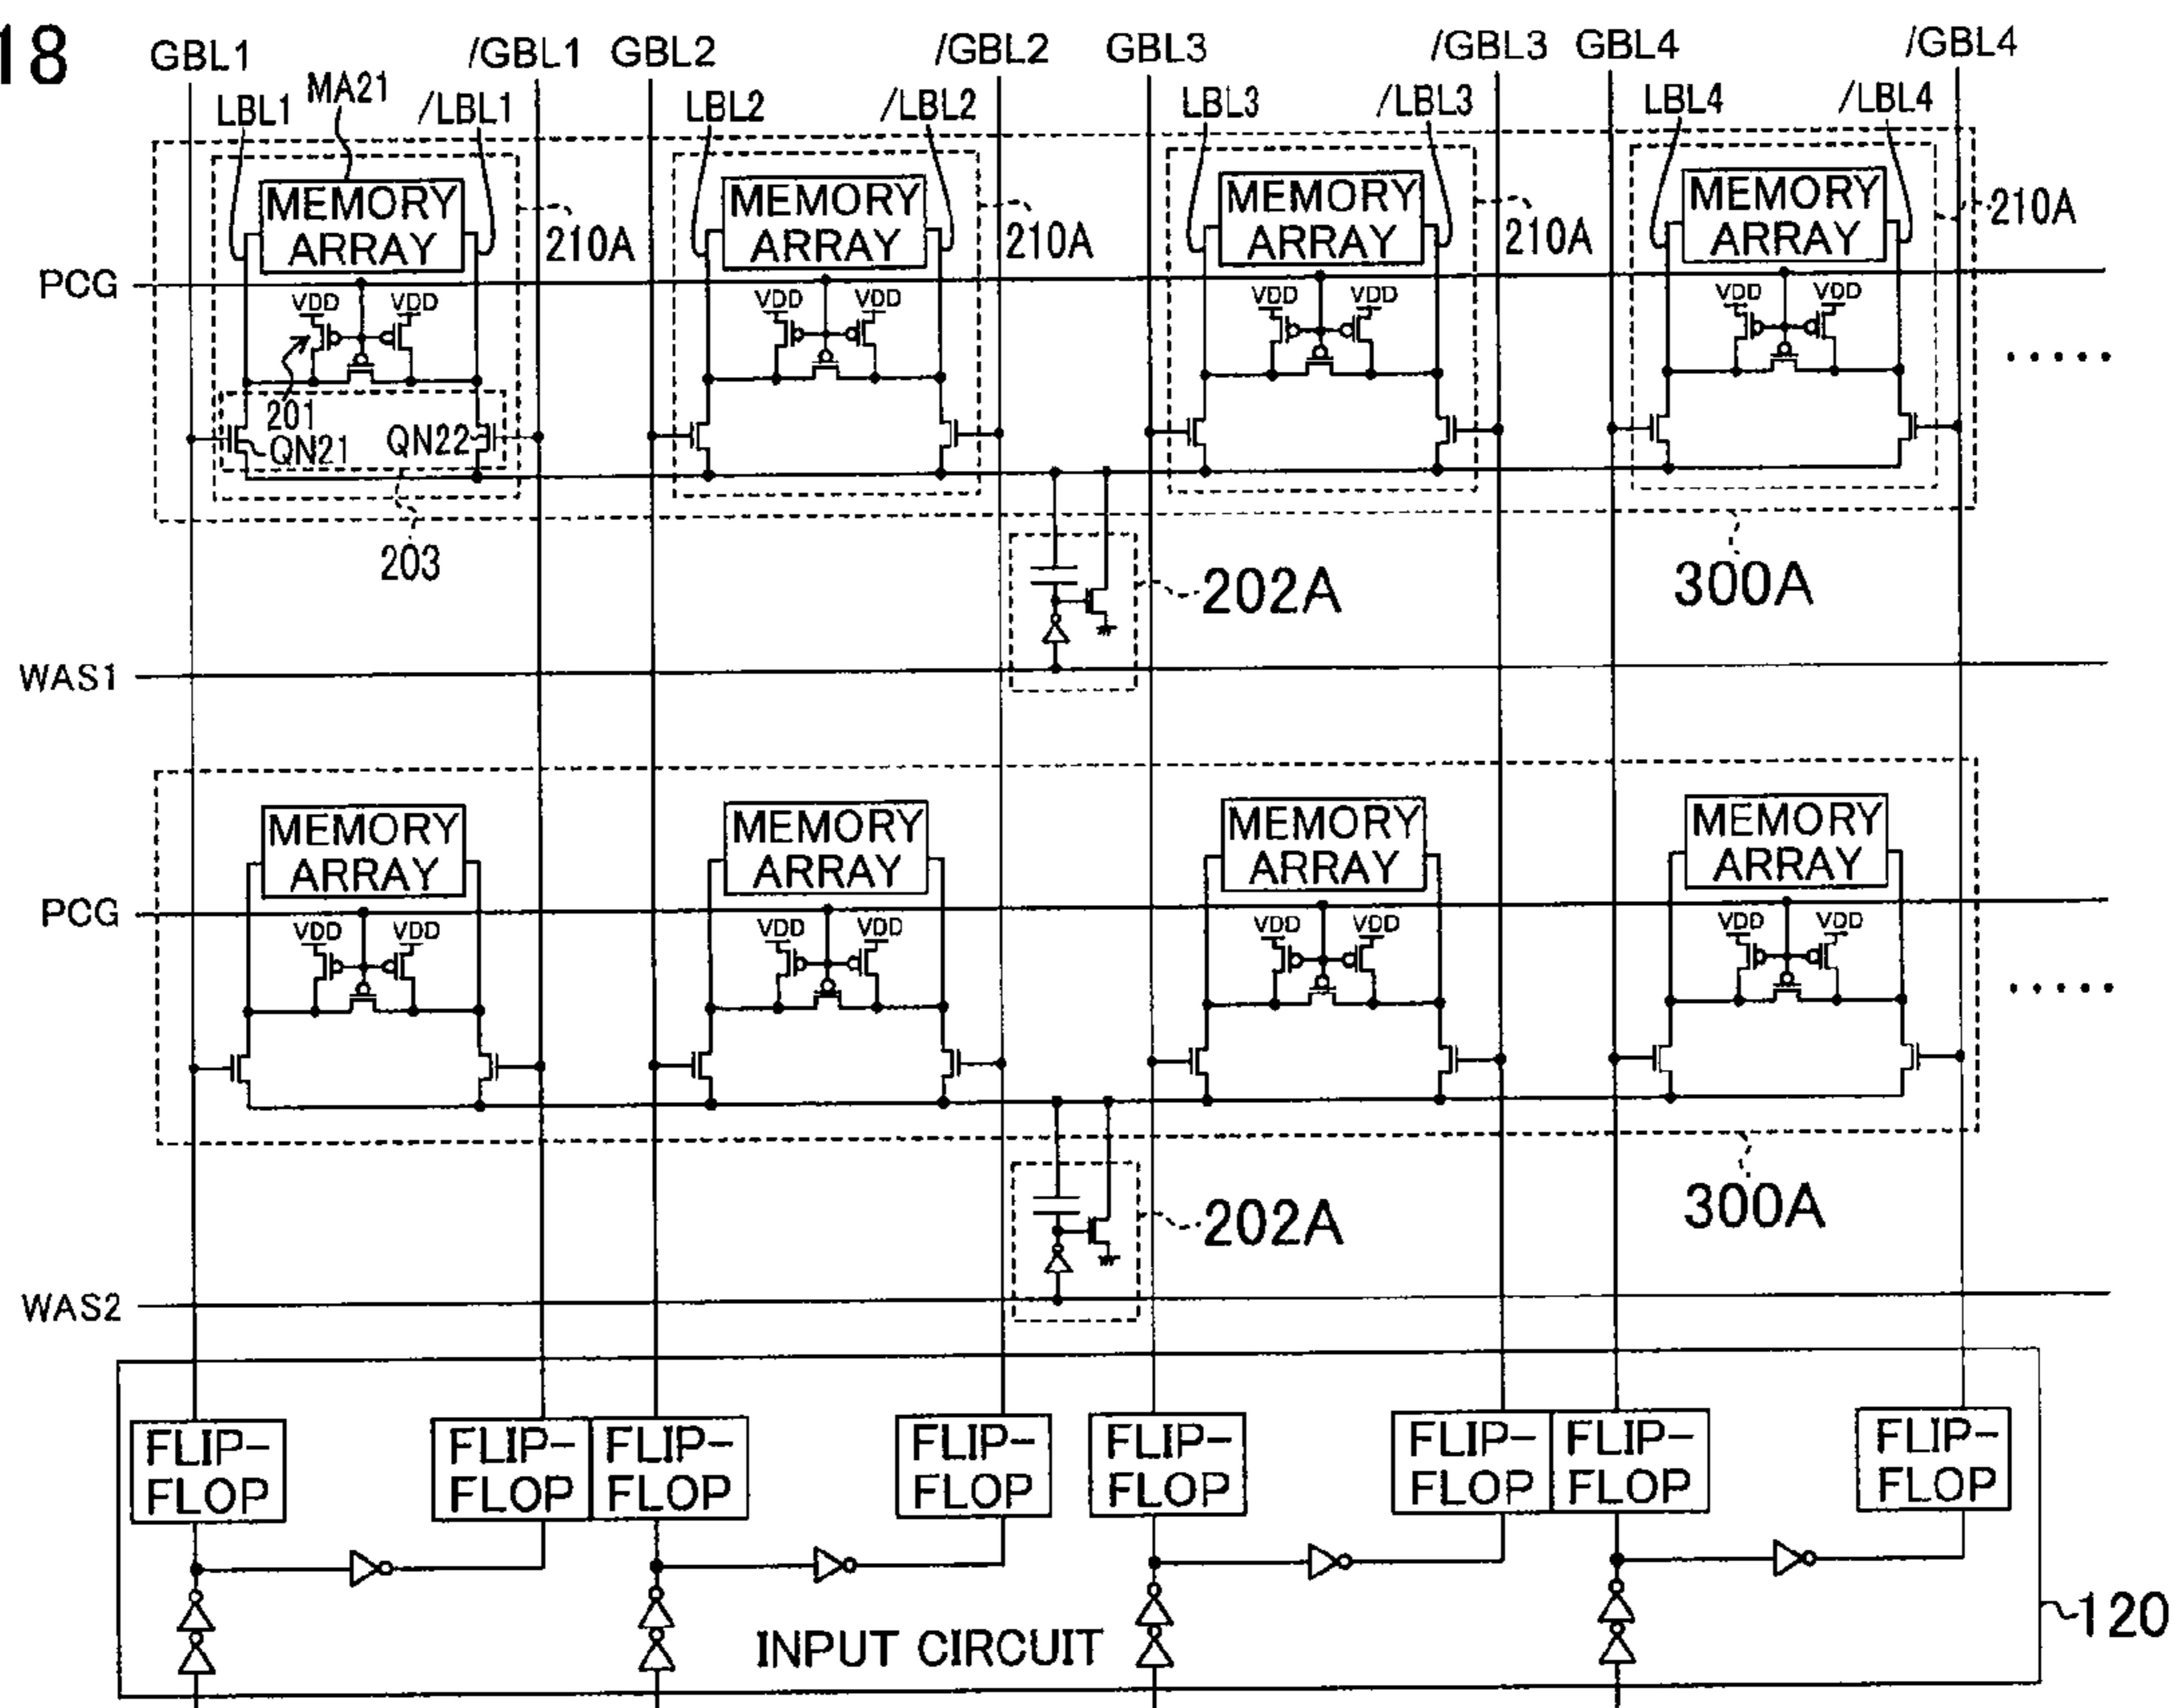 18
GBL1 /GBL1 GBL2 /GBL2 GBL3 /GBL3 GBL4 /GBL4
LBL1 MA21 /LBL1 LBL2 /LBL2 LBL3 /LBL3 LBL4 /LBL4
MEMORY ARRAY MEMORY ARRAY MEMORY ARRAY MEMORY ARRAY
210A 210A 210A 210A
PCG
VDD VDD VDD VDD VDD VDD VDD VDD
.....
201
QN21 QN22
203
202A
300A
WAS1
MEMORY ARRAY MEMORY ARRAY MEMORY ARRAY MEMORY ARRAY
PCG
VDD VDD VDD VDD VDD VDD VDD VDD
.....
202A
300A
WAS2
FLIP-FLOP FLIP-FLOP FLIP-FLOP FLIP-FLOP FLIP-FLOP FLIP-FLOP FLIP-FLOP FLIP-FLOP
INPUT CIRCUIT
120